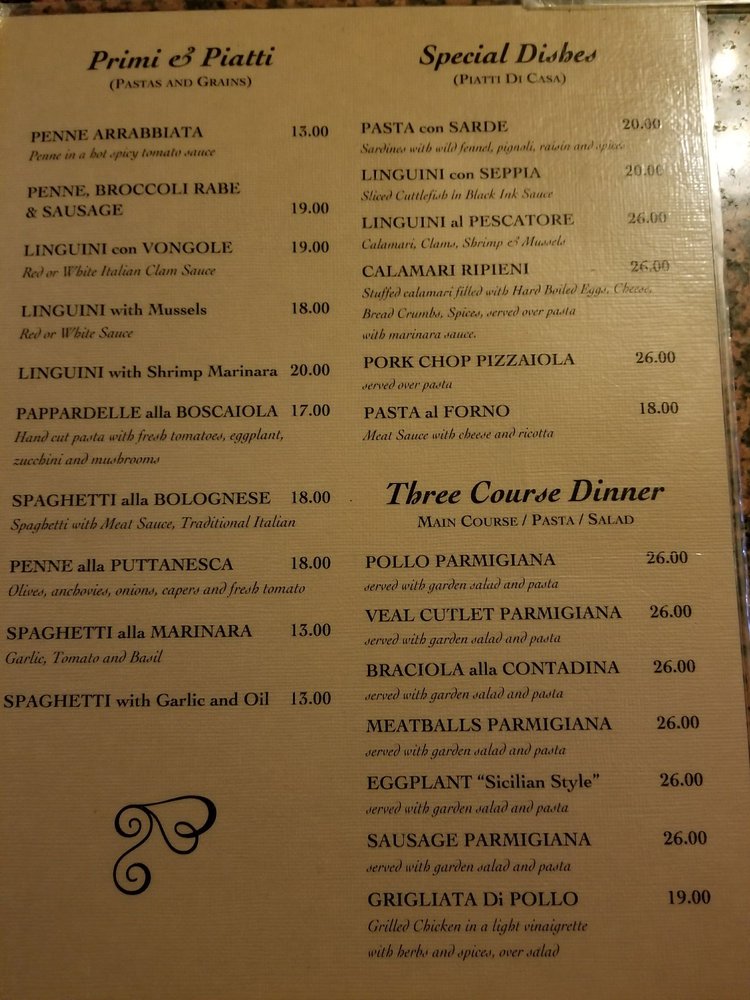 Primi & Piatti
(Pastas and Grains)
PENNE ARRABBIATA 13.00
Penne in a hot spicy tomato sauce
PENNE, BROCCOLI RABE
& SAUSAGE 19.00
LINGUINI con VONGOLE 19.00
Red or White Italian Clam Sauce
LINGUINI with Mussels 18.00
Red or White Sauce
LINGUINI with Shrimp Marinara 20.00
PAPPARDELLE alla BOSCAIOLA 17.00
Hand cut pasta with fresh tomatoes, eggplant,
zucchini and mushrooms
SPAGHETTI alla BOLOGNESE 18.00
Spaghetti with Meat Sauce, Traditional Italian
PENNE alla PUTTANESCA 18.00
Olives, anchovies, onions, capers and fresh tomato
SPAGHETTI alla MARINARA 13.00
Garlic, Tomato and Basil
SPAGHETTI with Garlic and Oil 13.00
Special Dishes
(Piatti Di Casa)
PASTA con SARDE 20.00
Sardines with wild fennel, pignoli, raisin and spices
LINGUINI con SEPPIA 20.00
Sliced Cuttlefish In Black Ink Sauce
LINGUINI al PESCATORE 26.00
Calamari, Clams, Shrimp & Mussels
CALAMARI RIPIENI 26.00
Stuffed calamari filled with Hard Boiled Eggs, Cheese,
Bread Crumbs, Spices, served over pasta
with marinara sauce.
PORK CHOP PIZZAIOLA 26.00
served over pasta
PASTA al FORNO 18.00
Meat Sauce with cheese and ricotta
Three Course Dinner
Main Course / Pasta / Salad
POLLO PARMIGIANA 26.00
served with garden salad and pasta
VEAL CUTLET PARMIGIANA 26.00
served with garden salad and pasta
BRACIOLA alla CONTADINA 26.00
served with garden salad and pasta
MEATBALLS PARMIGIANA 26.00
served with garden salad and pasta
EGGPLANT “Sicilian Style” 26.00
served with garden salad and pasta
SAUSAGE PARMIGIANA 26.00
served with garden salad and pasta
GRIGLIATA Di POLLO 19.00
Grilled Chicken in a light vinaigrette
with herbs and spices, over salad